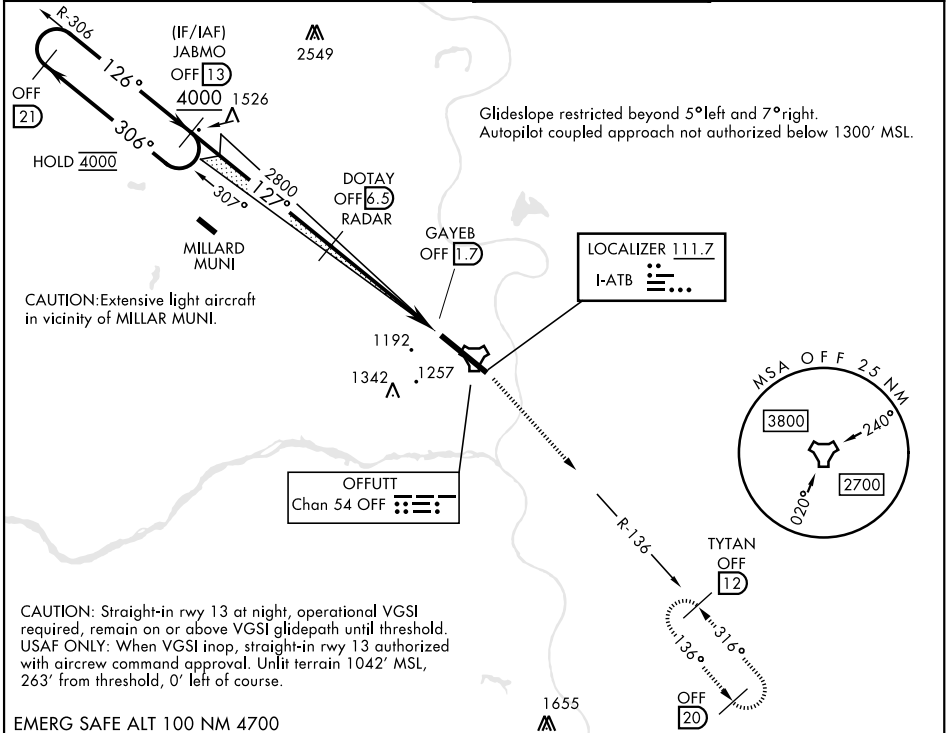 R-306
(IF/IAF)
JABMO
OFF 13
4000
2549
126°
1526
OFF
21
306°
HOLD 4000
Glideslope restricted beyond 5° left and 7° right.
Autopilot coupled approach not authorized below 1300' MSL.
2800
127°
307°
DOTAY
OFF 6.5
RADAR
GAYEB
OFF 1.7
MILLARD
MUNI
LOCALIZER 111.7
I-ATB
CAUTION:Extensive light aircraft
in vicinity of MILLAR MUNI.
1192
1257
1342
MSA OFF 25 NM
3800
240°
2700
020°
OFFUTT
Chan 54 OFF
R-136
TYTAN
OFF
12
316°
136°
OFF
20
CAUTION: Straight-in rwy 13 at night, operational VGSI
required, remain on or above VGSI glidepath until threshold.
USAF ONLY: When VGSI inop, straight-in rwy 13 authorized
with aircrew command approval. Unlit terrain 1042' MSL,
263' from threshold, 0' left of course.
1655
EMERG SAFE ALT 100 NM 4700